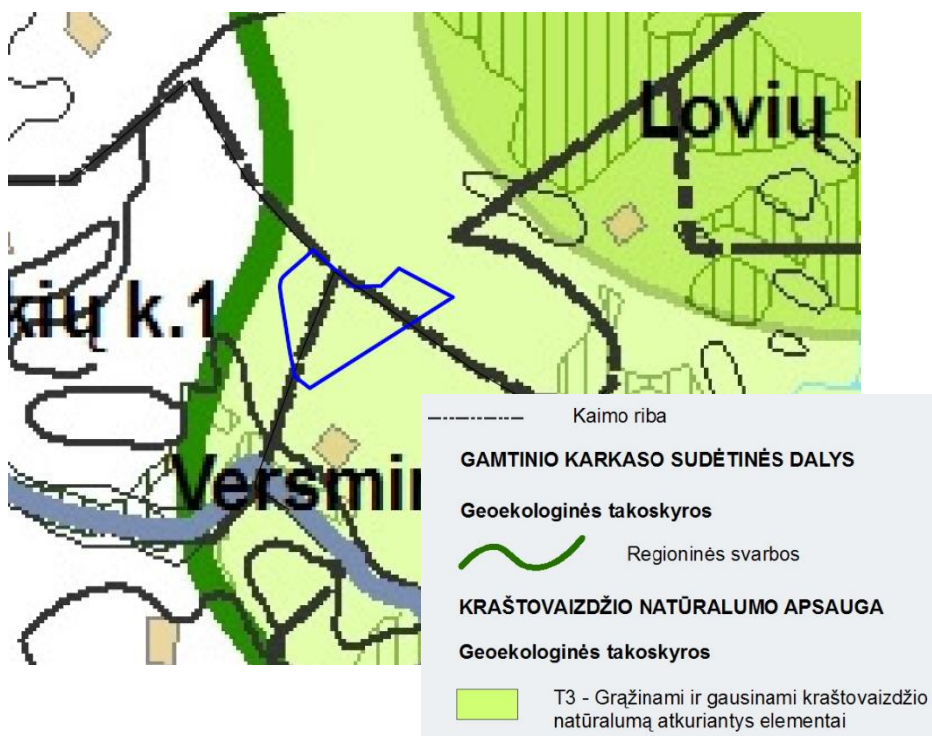 Lovių
kių k.1
Versmin
Kaimo riba
GAMTINIO KARKASO SUDĖTINĖS DALYS
Geoekologinės takoskyros
Regioninės svarbos
KRAŠTOVAIZDŽIO NATŪRALUMO APSAUGA
Geoekologinės takoskyros
T3 - Grąžinami ir gausinami kraštovaizdžio
natūralumą atkuriantys elementai